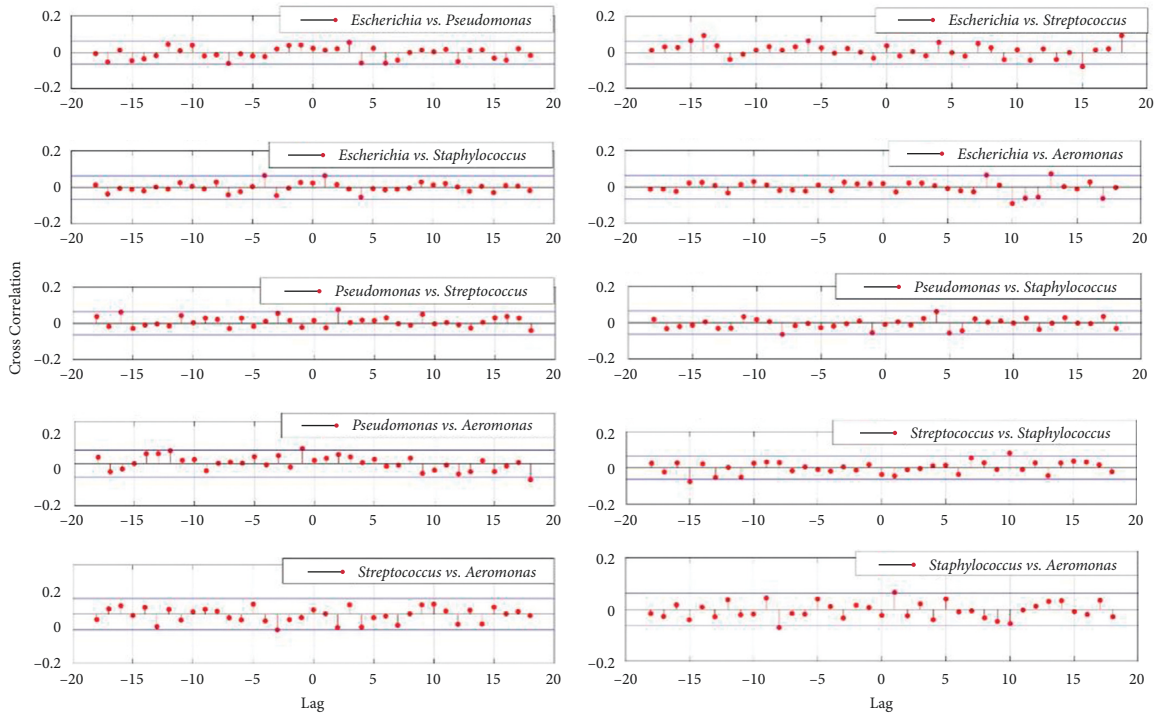 Escherichia vs. Pseudomonas
0.2
0
−0.2
−20 −15 −10 −5 0 5 10 15 20
Escherichia vs. Streptococcus
0.2
0
−0.2
−20 −15 −10 −5 0 5 10 15 20
Escherichia vs. Staphylococcus
0.2
0
−0.2
−20 −15 −10 −5 0 5 10 15 20
Escherichia vs. Aeromonas
0.2
0
−0.2
−20 −15 −10 −5 0 5 10 15 20
Cross Correlation
Pseudomonas vs. Streptococcus
0.2
0
−0.2
−20 −15 −10 −5 0 5 10 15 20
Pseudomonas vs. Staphylococcus
0.2
0
−0.2
−20 −15 −10 −5 0 5 10 15 20
Pseudomonas vs. Aeromonas
0.2
0
−0.2
−20 −15 −10 −5 0 5 10 15 20
Streptococcus vs. Staphylococcus
0.2
0
−0.2
−20 −15 −10 −5 0 5 10 15 20
Streptococcus vs. Aeromonas
0.2
0
−0.2
−20 −15 −10 −5 0 5 10 15 20
Lag
Staphylococcus vs. Aeromonas
0.2
0
−0.2
−20 −15 −10 −5 0 5 10 15 20
Lag